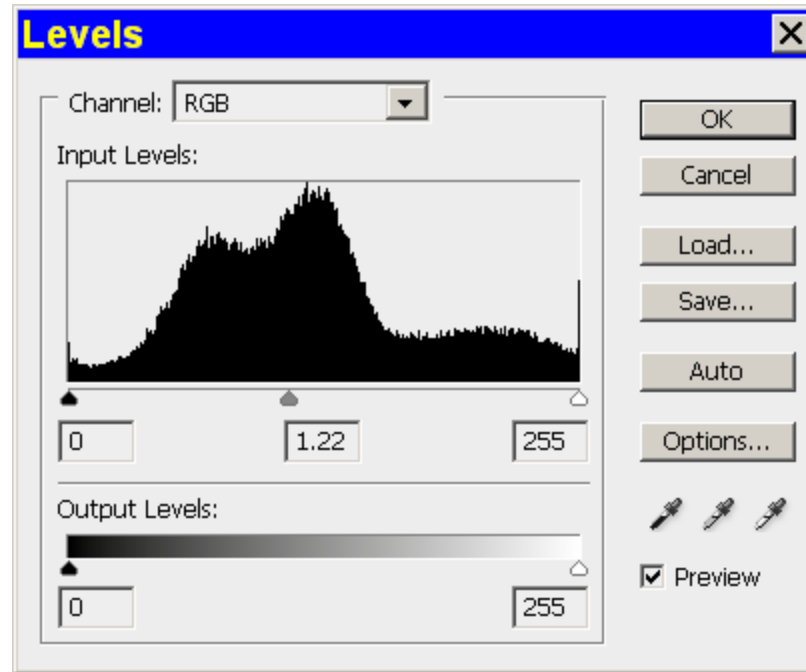 Levels
Channel: RGB
OK
Input Levels:
Cancel
Load...
Save...
Auto
0 1.22 255
Options...
Output Levels:
Preview
0 255